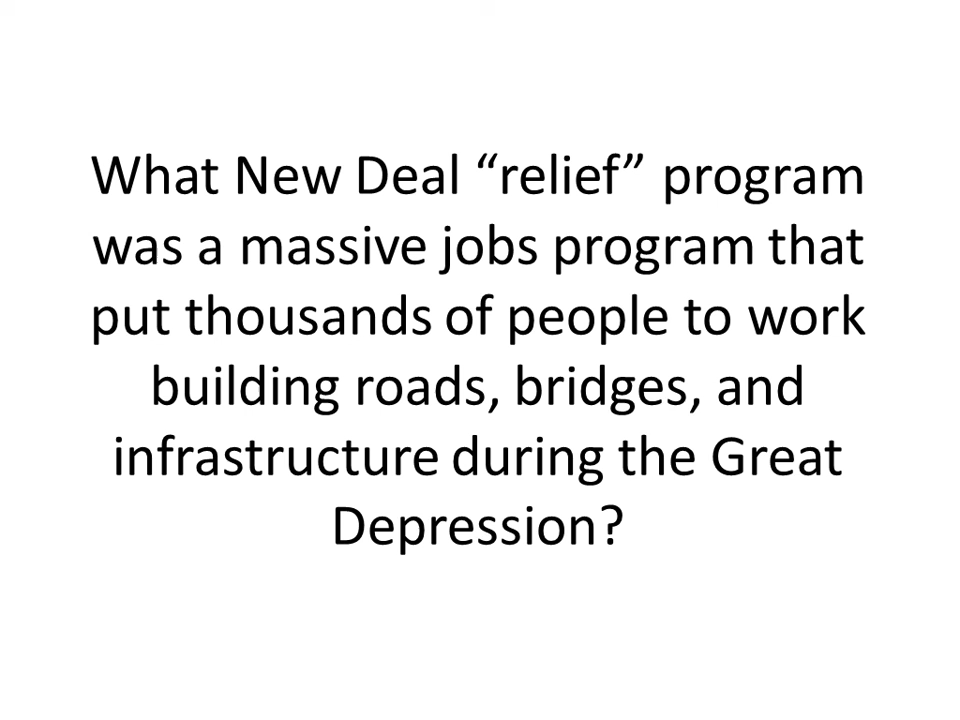 What New Deal “relief” program
was a massive jobs program that
put thousands of people to work
building roads, bridges, and
infrastructure during the Great
Depression?